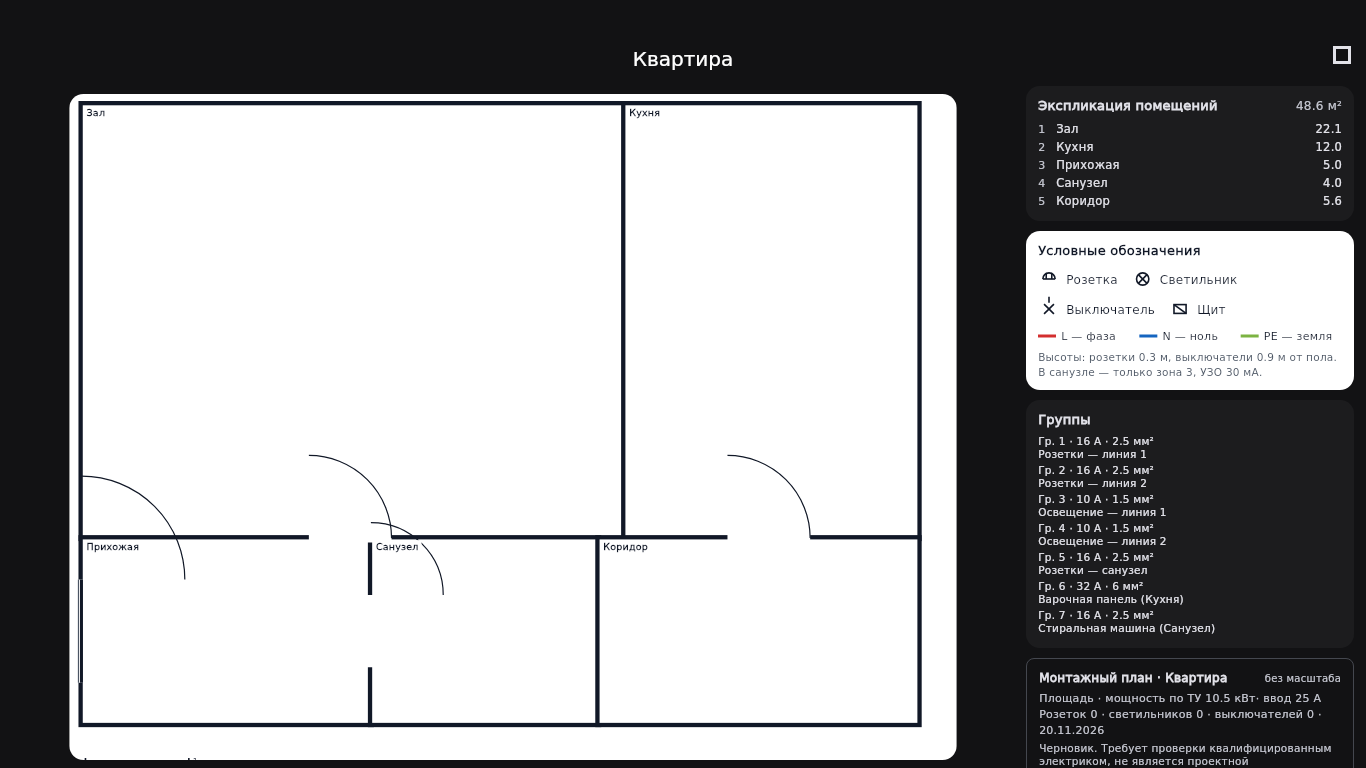 Квартира
Зал
Кухня
Прихожая
Санузел
Коридор
Экспликация помещений 48.6 м²
1 Зал 22.1
2 Кухня 12.0
3 Прихожая 5.0
4 Санузел 4.0
5 Коридор 5.6
Условные обозначения
Розетка Светильник
Выключатель Щит
L — фаза N — ноль PE — земля
Высоты: розетки 0.3 м, выключатели 0.9 м от пола.
В санузле — только зона 3, УЗО 30 мА.
Группы
Гр. 1 · 16 А · 2.5 мм²
Розетки — линия 1
Гр. 2 · 16 А · 2.5 мм²
Розетки — линия 2
Гр. 3 · 10 А · 1.5 мм²
Освещение — линия 1
Гр. 4 · 10 А · 1.5 мм²
Освещение — линия 2
Гр. 5 · 16 А · 2.5 мм²
Розетки — санузел
Гр. 6 · 32 А · 6 мм²
Варочная панель (Кухня)
Гр. 7 · 16 А · 2.5 мм²
Стиральная машина (Санузел)
Монтажный план · Квартира без масштаба
Площадь · мощность по ТУ 10.5 кВт· ввод 25 А
Розеток 0 · светильников 0 · выключателей 0 ·
20.11.2026
Черновик. Требует проверки квалифицированным
электриком, не является проектной